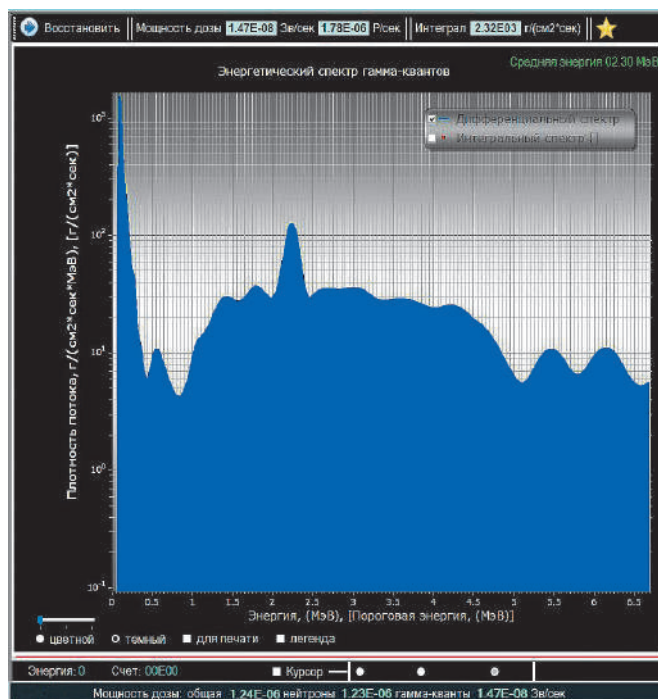 Восстановить Мощность дозы 1.47E-08 Зв/сек 1.78E-06 Р/сек Интеграл 2.32E03 г/(см2*сек)
Средняя энергия 02.30 МэВ
Энергетический спектр гамма-квантов
Дифференциальный спектр
Интегральный спектр []
Плотность потока, г/(см2*сек*МэВ), [г/(см2*сек)]
10³
10²
10¹
10⁰
10⁻¹
0 0.5 1 1.5 2 2.5 3 3.5 4 4.5 5 5.5 6 6.5
Энергия, (МэВ), [Пороговая энергия, (МэВ)]
цветной темный для печати легенда
Энергия: 0 Счет: 00E00 Курсор
Мощность дозы: общая 1.24E-06 нейтроны 1.23E-06 гамма-кванты 1.47E-08 Зв/сек